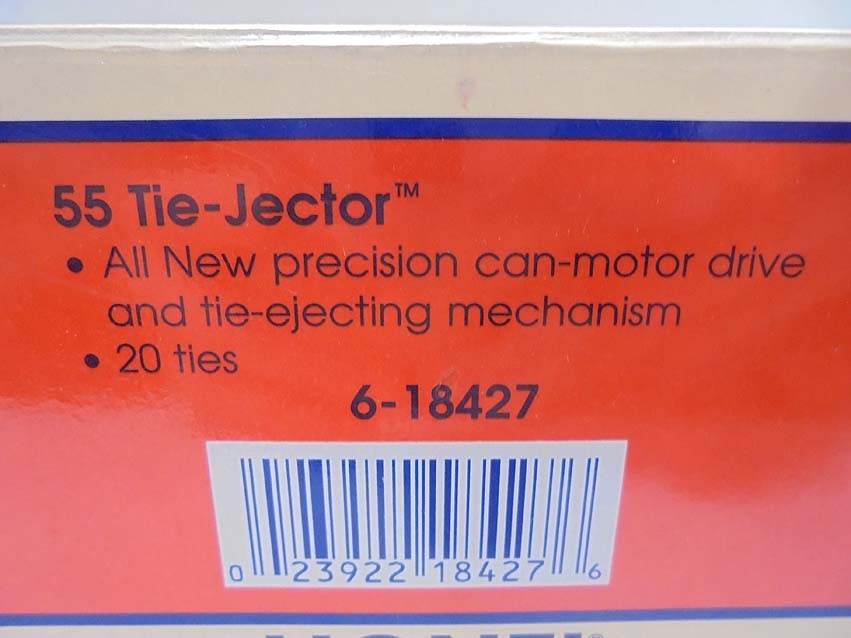 55 Tie-Jector™
• All New precision can-motor drive
and tie-ejecting mechanism
• 20 ties
6-18427
0 23922 18427 6